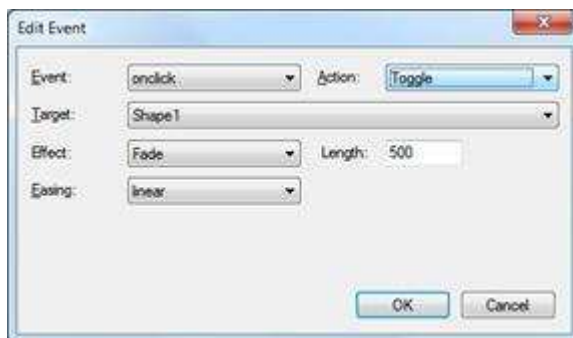 Edit Event
Event: onclick Action: Toggle
Target: Shape1
Effect: Fade Length: 500
Easing: linear
OK Cancel